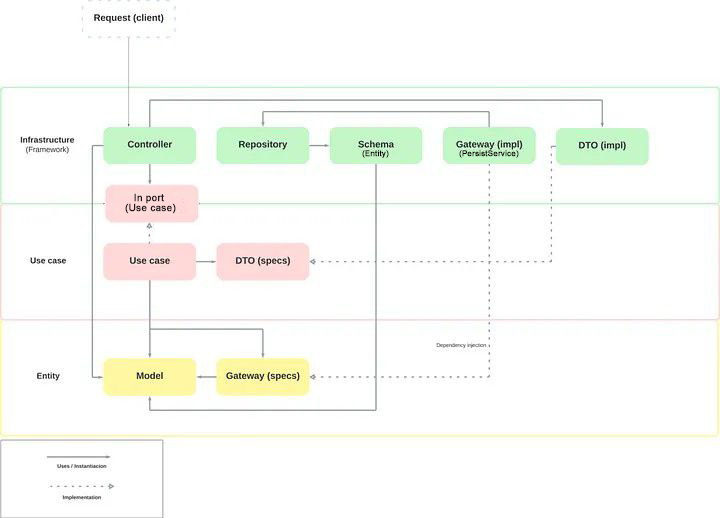 Request (client)
Infrastructure
(Framework)
Controller
Repository
Schema
(Entity)
Gateway (impl)
(PersistService)
DTO (impl)
In port
(Use case)
Use case
Use case
DTO (specs)
Dependency Injection
Entity
Model
Gateway (specs)
Uses / Instantiacion
Implementation